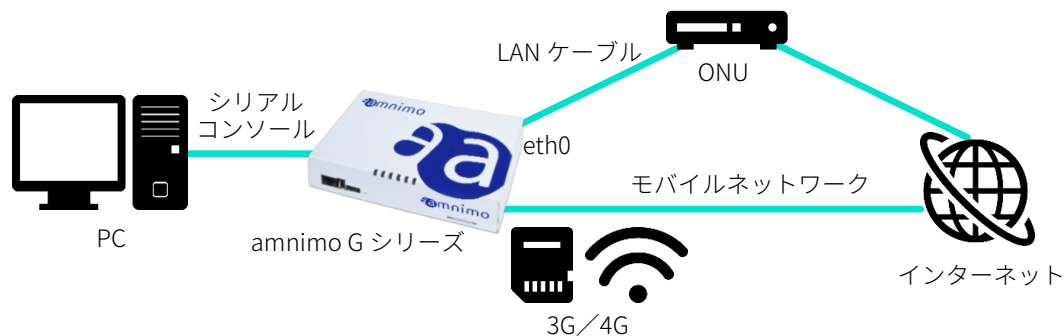 LAN ケーブル
ONU
シリアル
コンソール
amnimo
eth0
amnimo
モバイルネットワーク
PC
amnimo G シリーズ
インターネット
3G／4G